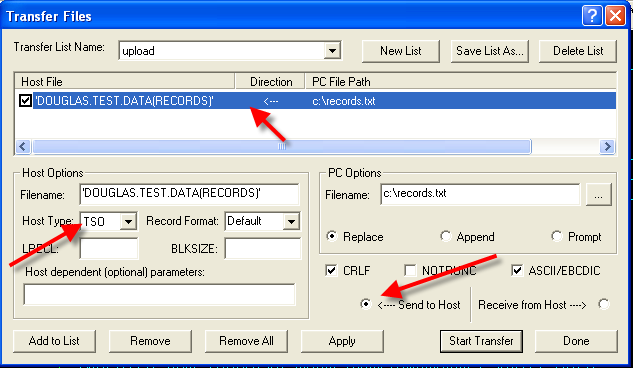 Transfer Files
Transfer List Name: upload New List Save List As... Delete List
Host File Direction PC File Path
'DOUGLAS.TEST.DATA(RECORDS)' <--- c:\records.txt
Host Options PC Options
Filename: 'DOUGLAS.TEST.DATA(RECORDS)' Filename: c:\records.txt ...
Host Type: TSO Record Format: Default
Replace Append Prompt
LRECL: BLKSIZE:
CRLF NOTRUNC ASCII/EBCDIC
Host dependent (optional) parameters:
<---- Send to Host Receive from Host ---->
Add to List Remove Remove All Apply Start Transfer Done